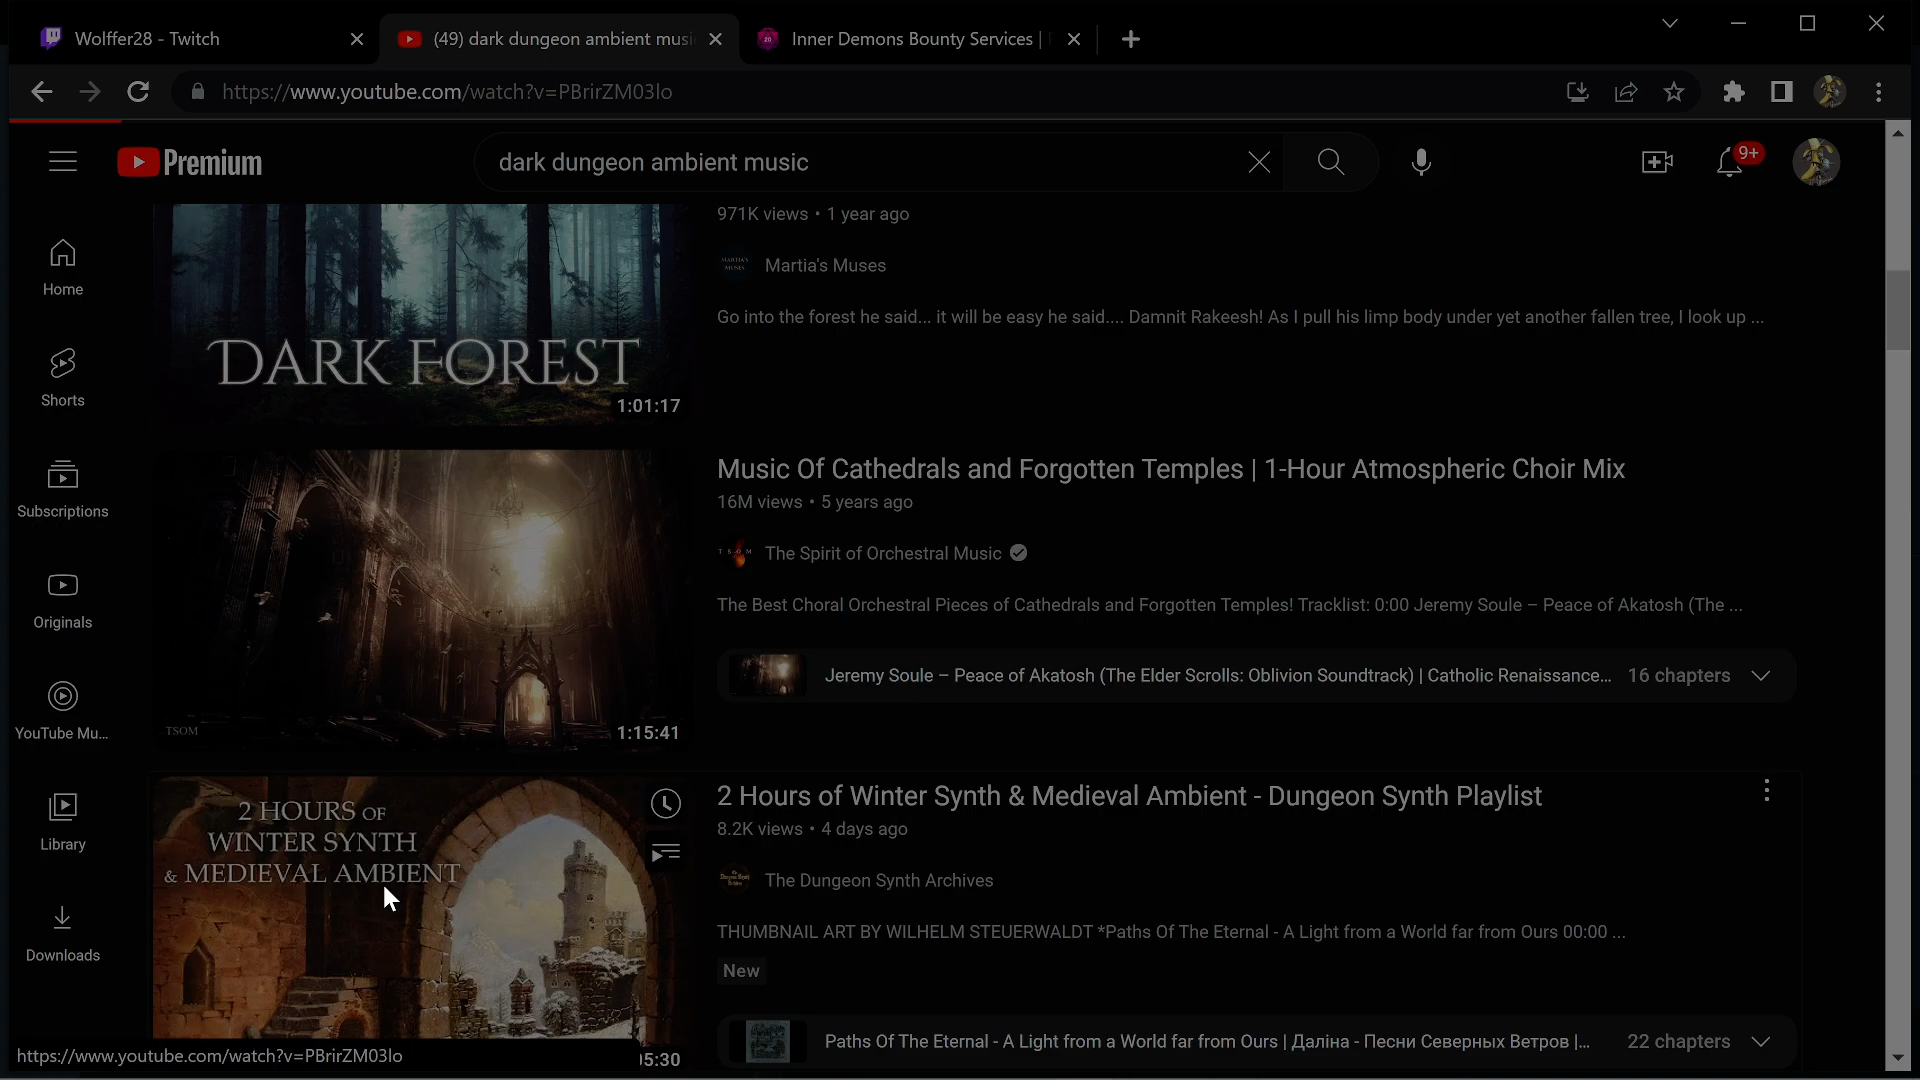 Wolffer28 - Twitch
(49) dark dungeon ambient musi
Inner Demons Bounty Services |
https://www.youtube.com/watch?v=PBrirZM03lo
Premium
dark dungeon ambient music
9+
Home
Shorts
Subscriptions
Originals
YouTube Mu...
Library
Downloads
DARK FOREST
1:01:17
971K views • 1 year ago
MARTIA'S MUSES
Martia's Muses
Go into the forest he said... it will be easy he said.... Damnit Rakeesh! As I pull his limp body under yet another fallen tree, I look up ...
TSOM
1:15:41
Music Of Cathedrals and Forgotten Temples | 1-Hour Atmospheric Choir Mix
16M views • 5 years ago
TSOM
The Spirit of Orchestral Music
The Best Choral Orchestral Pieces of Cathedrals and Forgotten Temples! Tracklist: 0:00 Jeremy Soule – Peace of Akatosh (The ...
Jeremy Soule – Peace of Akatosh (The Elder Scrolls: Oblivion Soundtrack) | Catholic Renaissance...
16 chapters
2 HOURS OF
WINTER SYNTH
& MEDIEVAL AMBIENT
05:30
2 Hours of Winter Synth & Medieval Ambient - Dungeon Synth Playlist
8.2K views • 4 days ago
The Dungeon Synth Archives
THUMBNAIL ART BY WILHELM STEUERWALDT *Paths Of The Eternal - A Light from a World far from Ours 00:00 ...
New
Paths Of The Eternal - A Light from a World far from Ours | Даліна - Песни Северных Ветров |...
22 chapters
https://www.youtube.com/watch?v=PBrirZM03lo